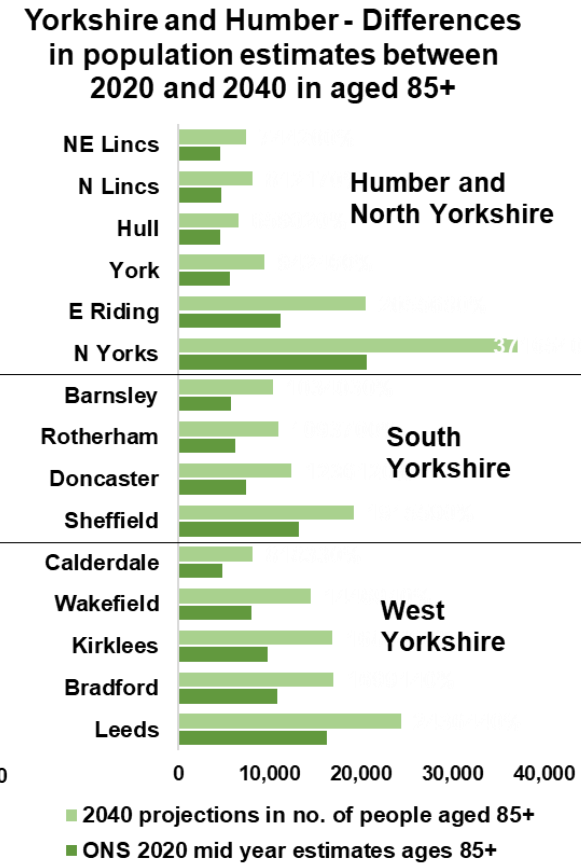 Yorkshire and Humber - Differences
in population estimates between
2020 and 2040 in aged 85+
NE Lincs
N Lincs
Humber and
North Yorkshire
Hull
York
E Riding
N Yorks
37
Barnsley
Rotherham
South
Yorkshire
Doncaster
Sheffield
Calderdale
Wakefield
West
Yorkshire
Kirklees
Bradford
Leeds
0
0 10,000 20,000 30,000 40,000
2040 projections in no. of people aged 85+
ONS 2020 mid year estimates ages 85+